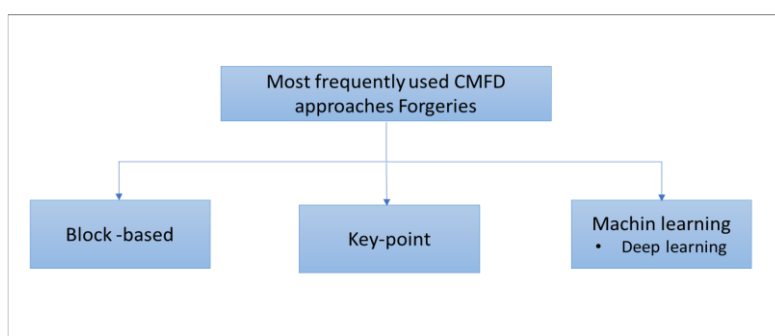 Most frequently used CMFD
approaches Forgeries
Block -based
Key-point
Machin learning
• Deep learning